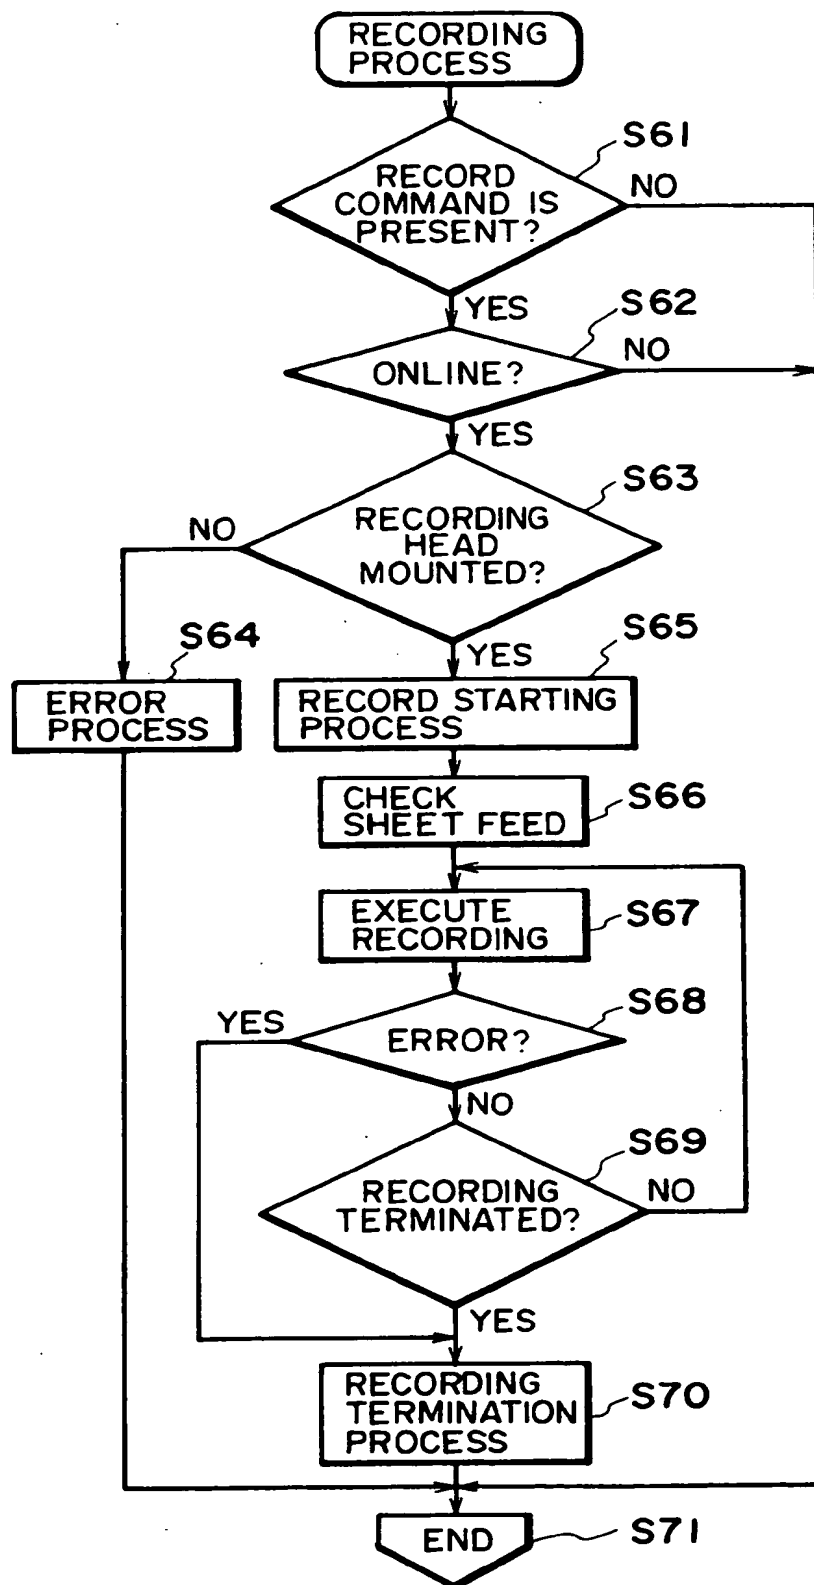 RECORDING
PROCESS
S61
RECORD
COMMAND IS
PRESENT?
NO
YES
S62
ONLINE?
NO
YES
S63
RECORDING
HEAD
MOUNTED?
NO
YES
S64
ERROR
PROCESS
S65
RECORD STARTING
PROCESS
CHECK
SHEET FEED
S66
EXECUTE
RECORDING
S67
S68
YES
ERROR?
NO
S69
RECORDING
TERMINATED?
NO
YES
RECORDING
TERMINATION
PROCESS
S70
END
S71